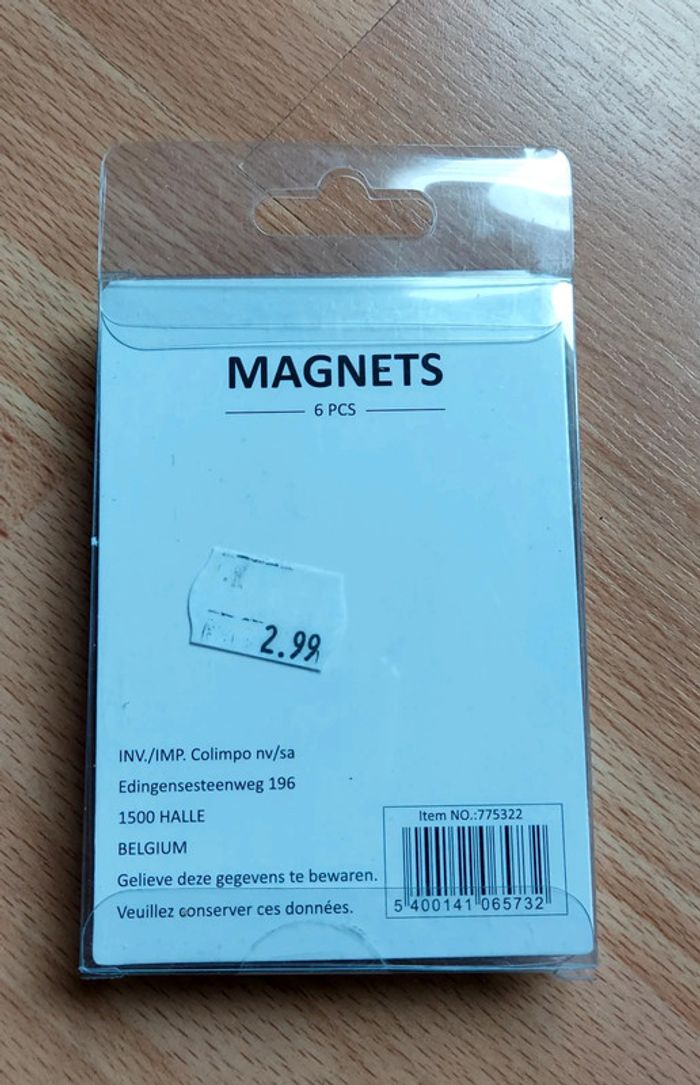 MAGNETS
6 PCS
2.99
INV./IMP. Colimpo nv/sa
Edingensesteenweg 196
1500 HALLE
BELGIUM
Gelieve deze gegevens te bewaren.
Veuillez conserver ces données.
Item NO.:775322
5 400141 065732